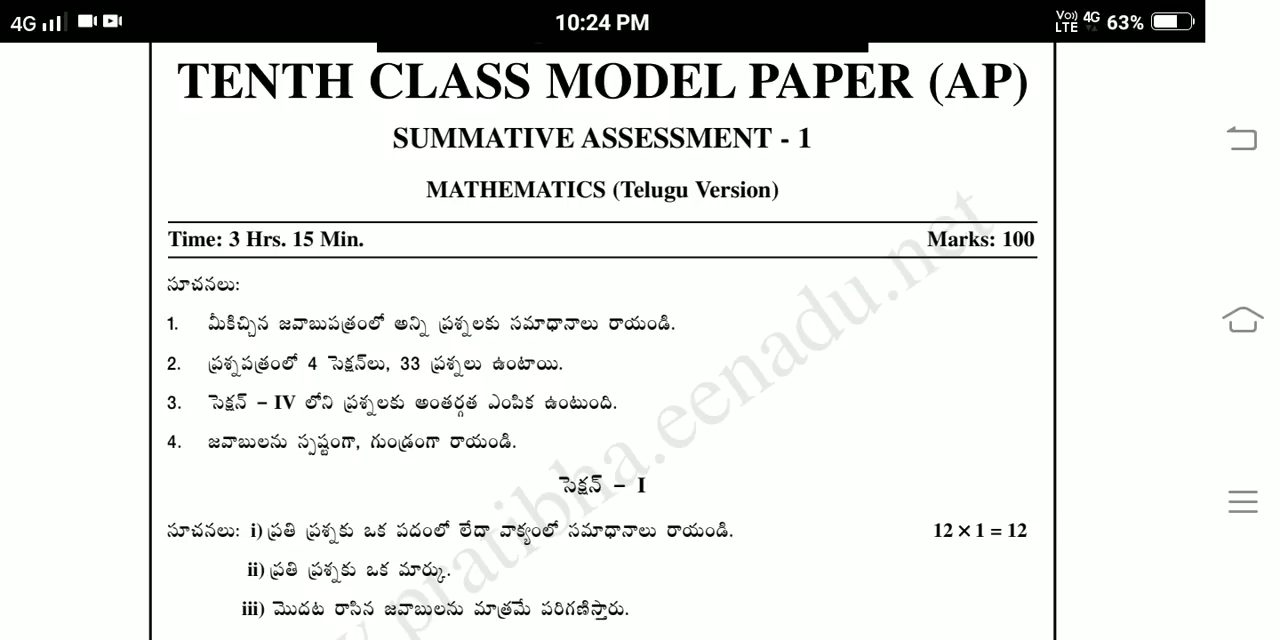 4G 10:24 PM Vo)) LTE 4G 63%
TENTH CLASS MODEL PAPER (AP)
SUMMATIVE ASSESSMENT - 1
MATHEMATICS (Telugu Version)
Time: 3 Hrs. 15 Min. Marks: 100
సూచనలు:
1. మీకిచ్చిన జవాబుపత్రంలో అన్ని ప్రశ్నలకు సమాధానాలు రాయండి.
2. ప్రశ్నపత్రంలో 4 సెక్షన్‌లు, 33 ప్రశ్నలు ఉంటాయి.
3. సెక్షన్ – IV లోని ప్రశ్నలకు అంతర్గత ఎంపిక ఉంటుంది.
4. జవాబులను స్పష్టంగా, గుండ్రంగా రాయండి.
సెక్షన్ – I
సూచనలు: i) ప్రతి ప్రశ్నకు ఒక పదంలో లేదా వాక్యంలో సమాధానాలు రాయండి. 12 × 1 = 12
ii) ప్రతి ప్రశ్నకు ఒక మార్కు.
iii) మొదట రాసిన జవాబులను మాత్రమే పరిగణిస్తారు.
.pratibha.eenadu.net